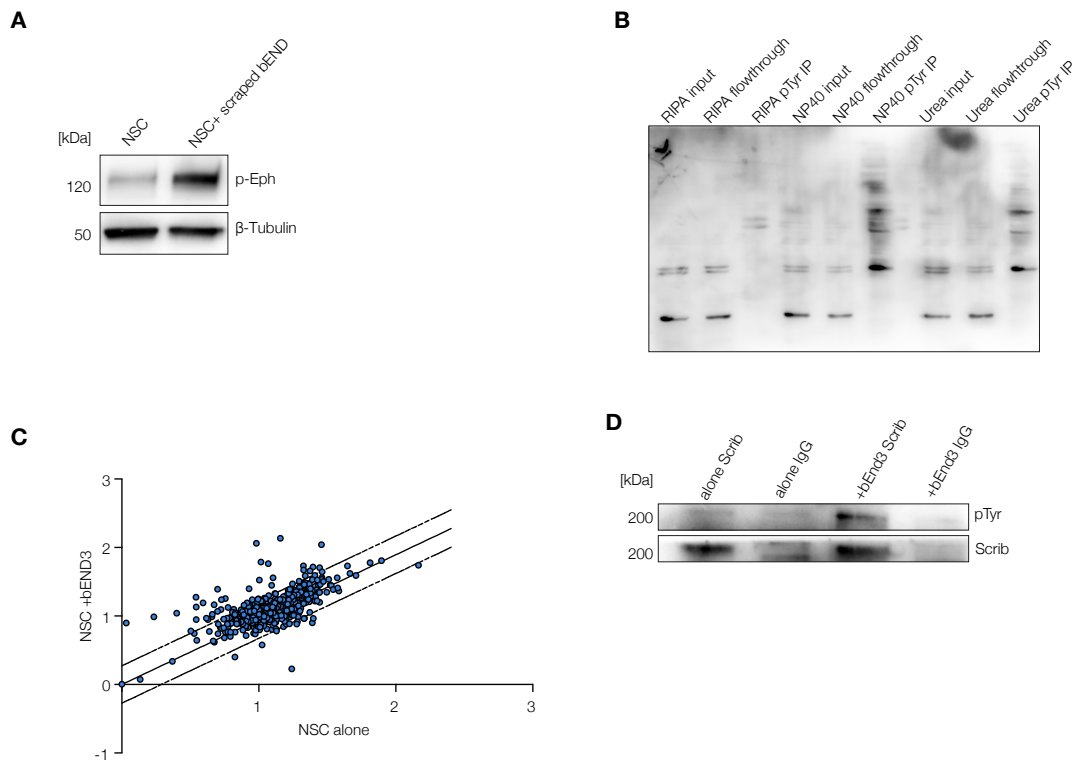 A
NSC
NSC+ scraped bEND
[kDa]
120
p-Eph
50
β-Tubulin
B
RIPA input
RIPA flowthrough
RIPA pTyr IP
NP40 input
NP40 flowthrough
NP40 pTyr IP
Urea input
Urea flowhtrough
Urea pTyr IP
C
3
2
1
0
-1
NSC +bEND3
1
2
3
NSC alone
D
alone Scrib
alone IgG
+bEnd3 Scrib
+bEnd3 IgG
[kDa]
200
pTyr
200
Scrib